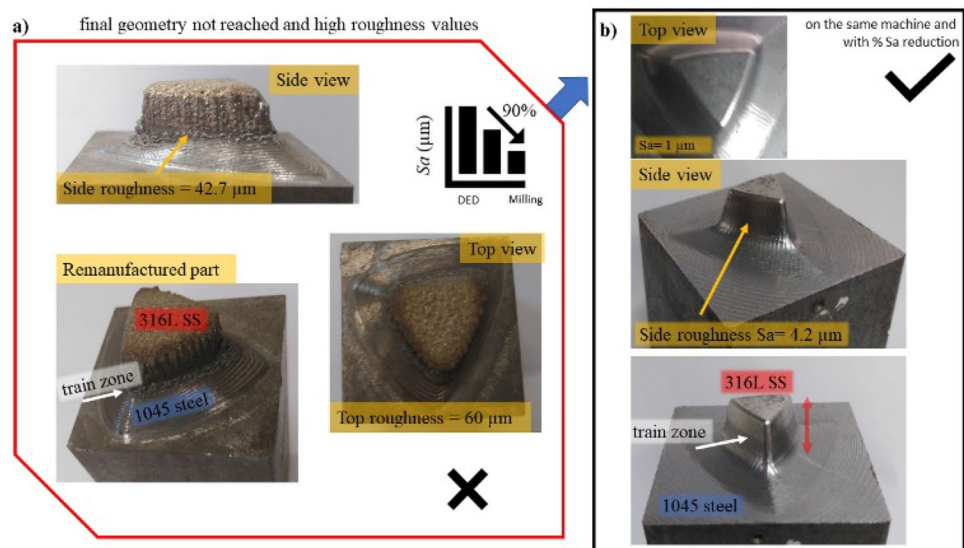 a)
final geometry not reached and high roughness values
Side view
Side roughness = 42.7 µm
Sa (µm)
90%
DED
Milling
Remanufactured part
316L SS
train zone
1045 steel
Top view
Top roughness = 60 µm
b)
Top view
on the same machine and
with % Sa reduction
Sa= 1 µm
Side view
Side roughness Sa= 4.2 µm
316L SS
train zone
1045 steel